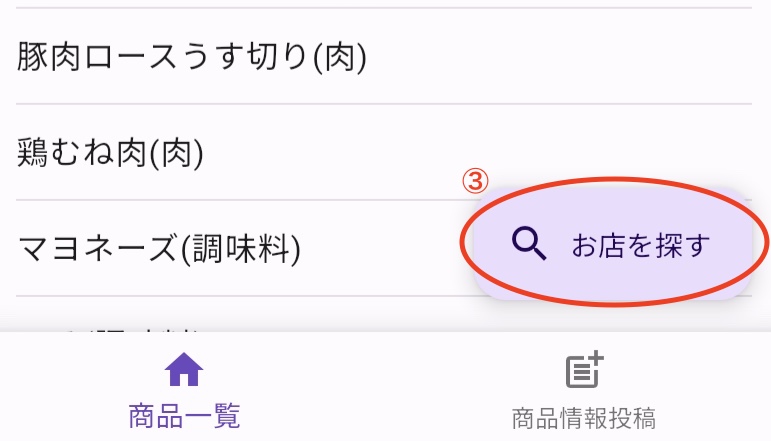 豚肉ロースうす切り(肉)
鶏むね肉(肉)
③
マヨネーズ(調味料)
お店を探す
商品一覧
商品情報投稿